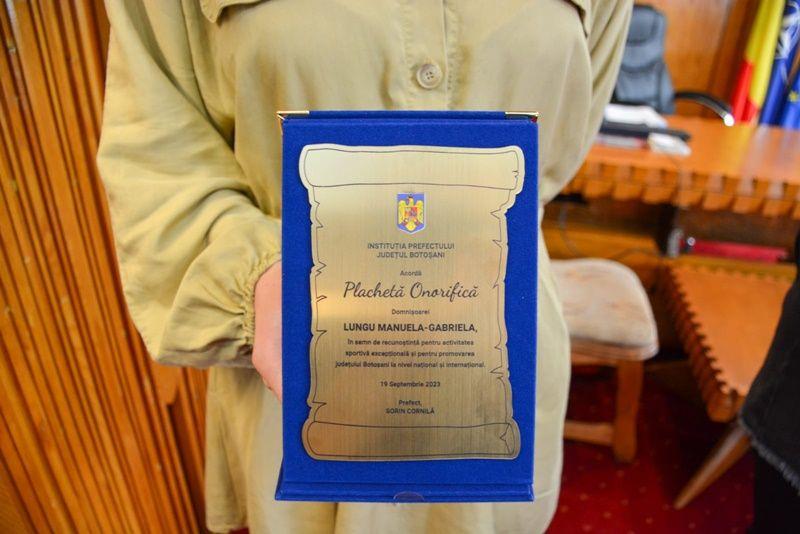 INSTITUȚIA PREFECTULUI
JUDEȚUL BOTOȘANI
Acordă
Plachetă Onorifică
Domnișoarei
LUNGU MANUELA-GABRIELA,
în semn de recunoștință pentru activitatea
sportivă excepțională și pentru promovarea
județului Botoșani la nivel național și internațional.
19 Septembrie 2023
Prefect,
SORIN CORNILĂ